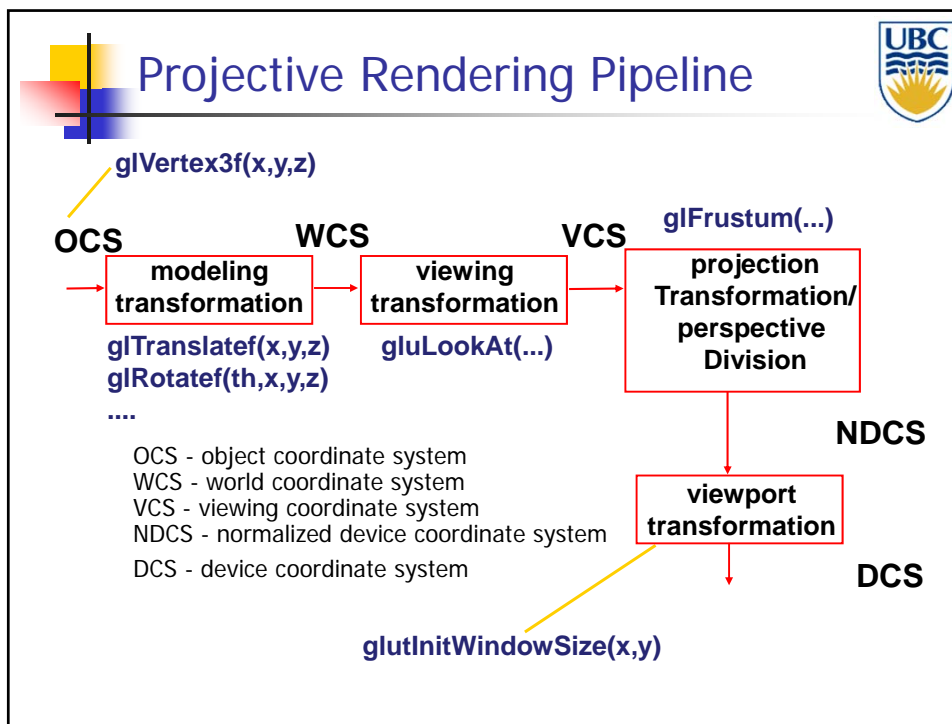 Projective Rendering Pipeline
UBC
glVertex3f(x,y,z)
OCS
WCS
VCS
glFrustum(...)
modeling
transformation
viewing
transformation
projection
Transformation/
perspective
Division
glTranslatef(x,y,z)
glRotatef(th,x,y,z)
....
gluLookAt(...)
NDCS
OCS - object coordinate system
WCS - world coordinate system
VCS - viewing coordinate system
NDCS - normalized device coordinate system
DCS - device coordinate system
viewport
transformation
DCS
glutInitWindowSize(x,y)